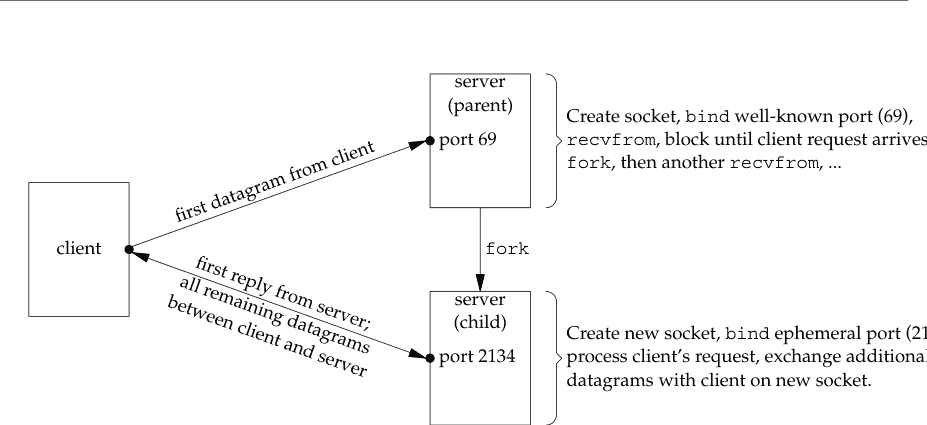 server
(parent)
port 69
Create socket, bind well-known port (69),
recvfrom, block until client request arrives
fork, then another recvfrom, ...
first datagram from client
client
fork
first reply from server;
all remaining datagrams
between client and server
server
(child)
port 2134
Create new socket, bind ephemeral port (21
process client's request, exchange additional
datagrams with client on new socket.